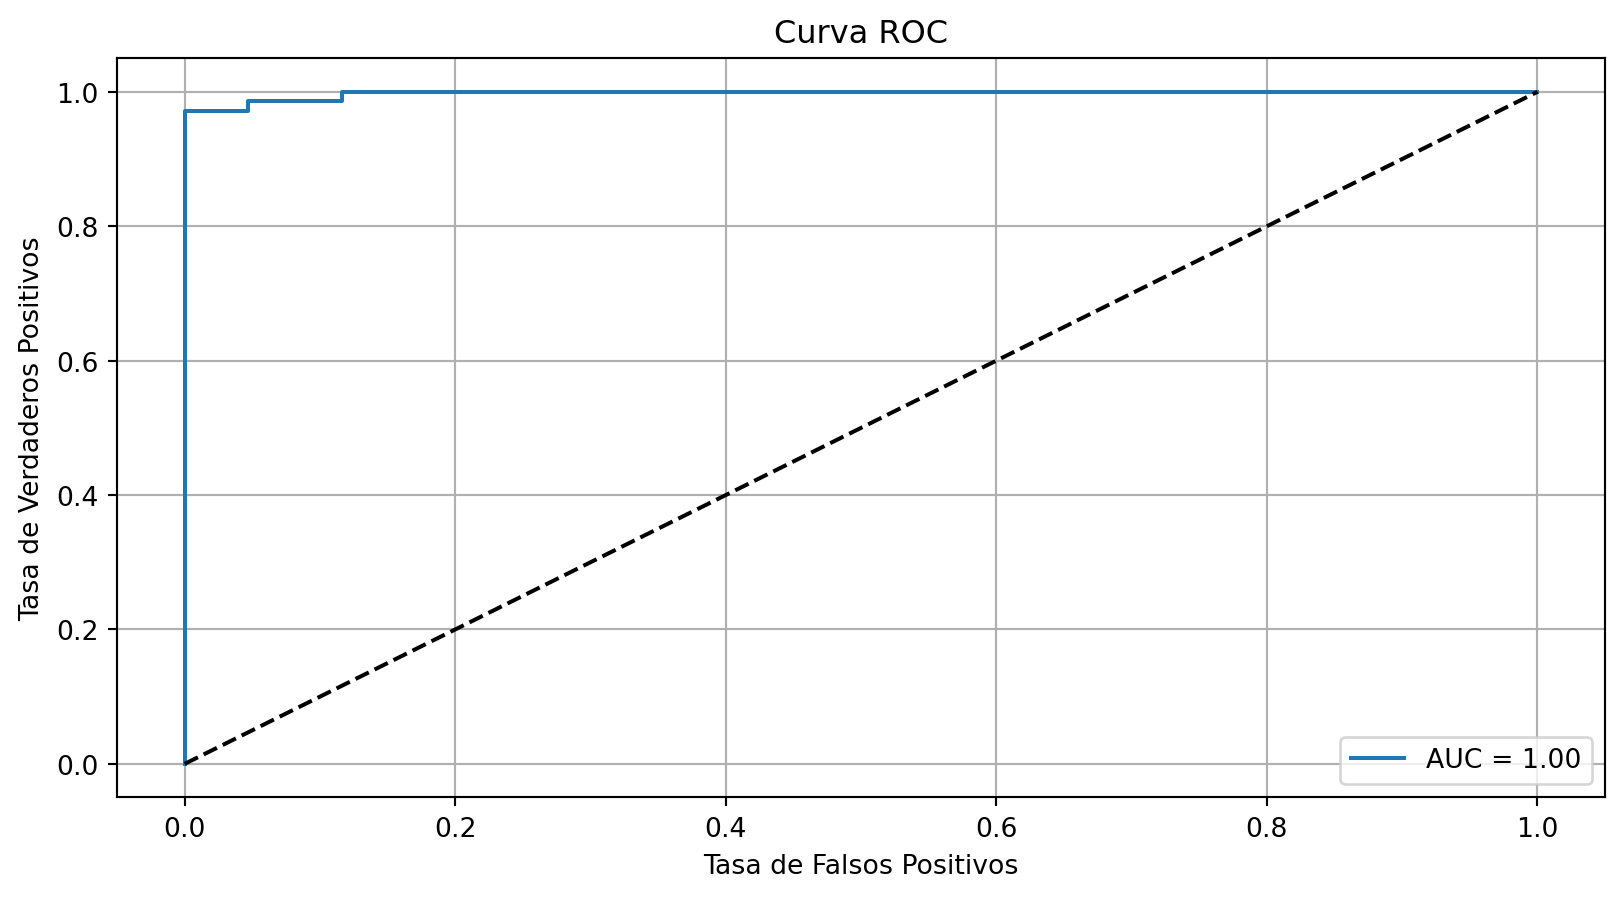 Curva ROC
1.0
0.8
0.6
0.4
0.2
0.0
Tasa de Verdaderos Positivos
AUC = 1.00
0.0 0.2 0.4 0.6 0.8 1.0
Tasa de Falsos Positivos